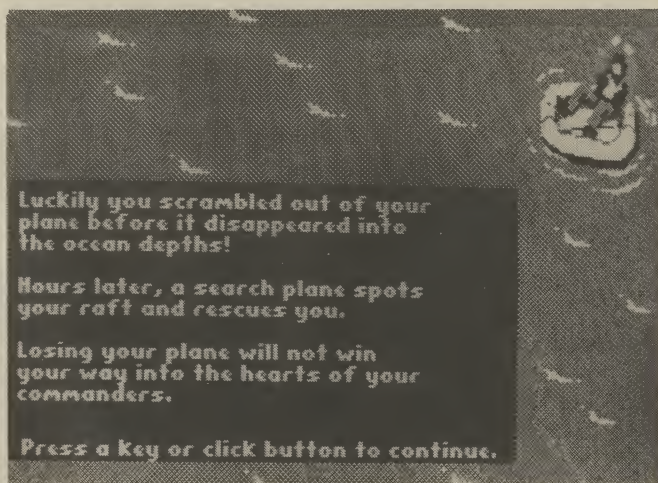 Luckily you scrambled out of your
plane before it disappeared into
the ocean depths!
Hours later, a search plane spots
your raft and rescues you.
Losing your plane will not win
your way into the hearts of your
commanders.
Press a key or click button to continue.